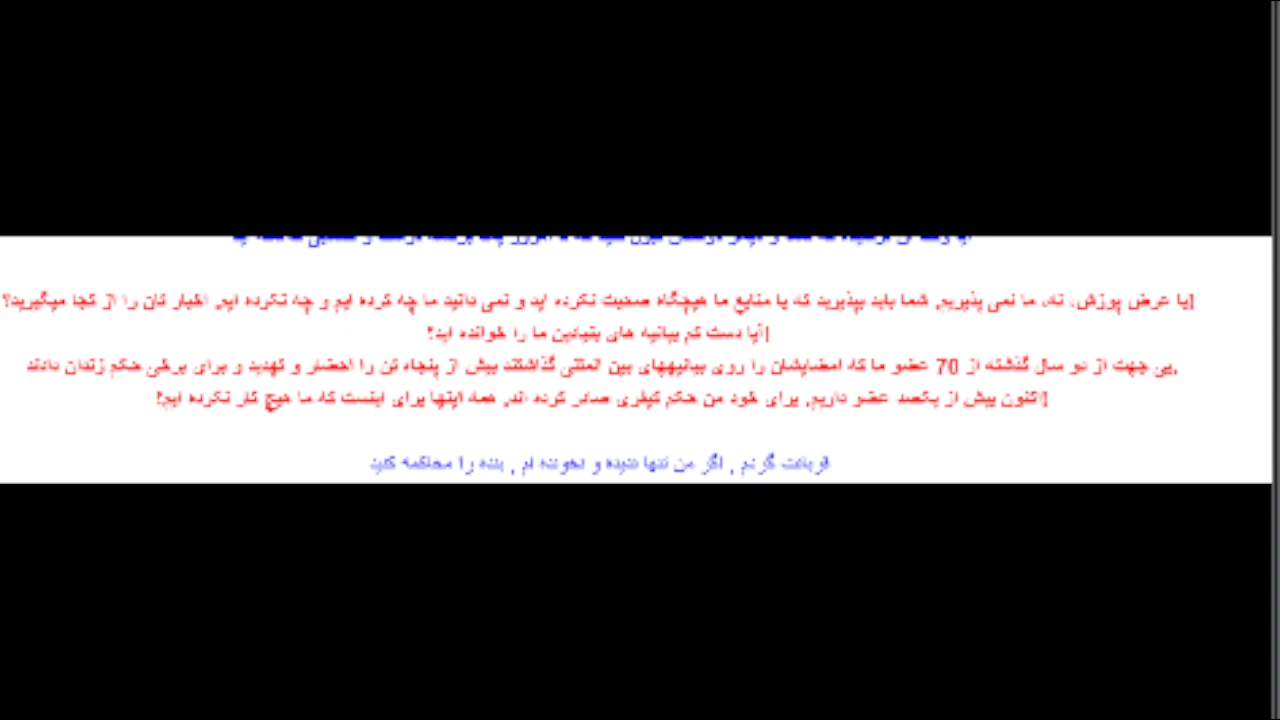 [با عرض پوزش، نه، ما نمی پذیریم. شما باید بپذیرید که با منابع ما هیچگاه صحبت نکرده اید و نمی دانید ما چه کرده ایم و چه نکرده ایم. اخبار تان را از کجا میگیرید؟
[آیا دست کم بیانیه های بنیادین ما را خوانده اید؟
بی جهت از دو سال گذشته از 70 عضو ما که امضایشان را روی بیانیههای بین المللی گذاشتند بیش از پنجاه تن را احضار و تهدید و برای برخی حکم زندان دادند.
[اکنون بیش از یکصد عضو داریم. برای خود من حکم کیفری صادر کرده اند. همه اینها برای اینست که ما هیچ کار نکرده ایم؟
قربانت گردم , اگر من تنها ندیده و نخونده ام , بنده را محاکمه کنید